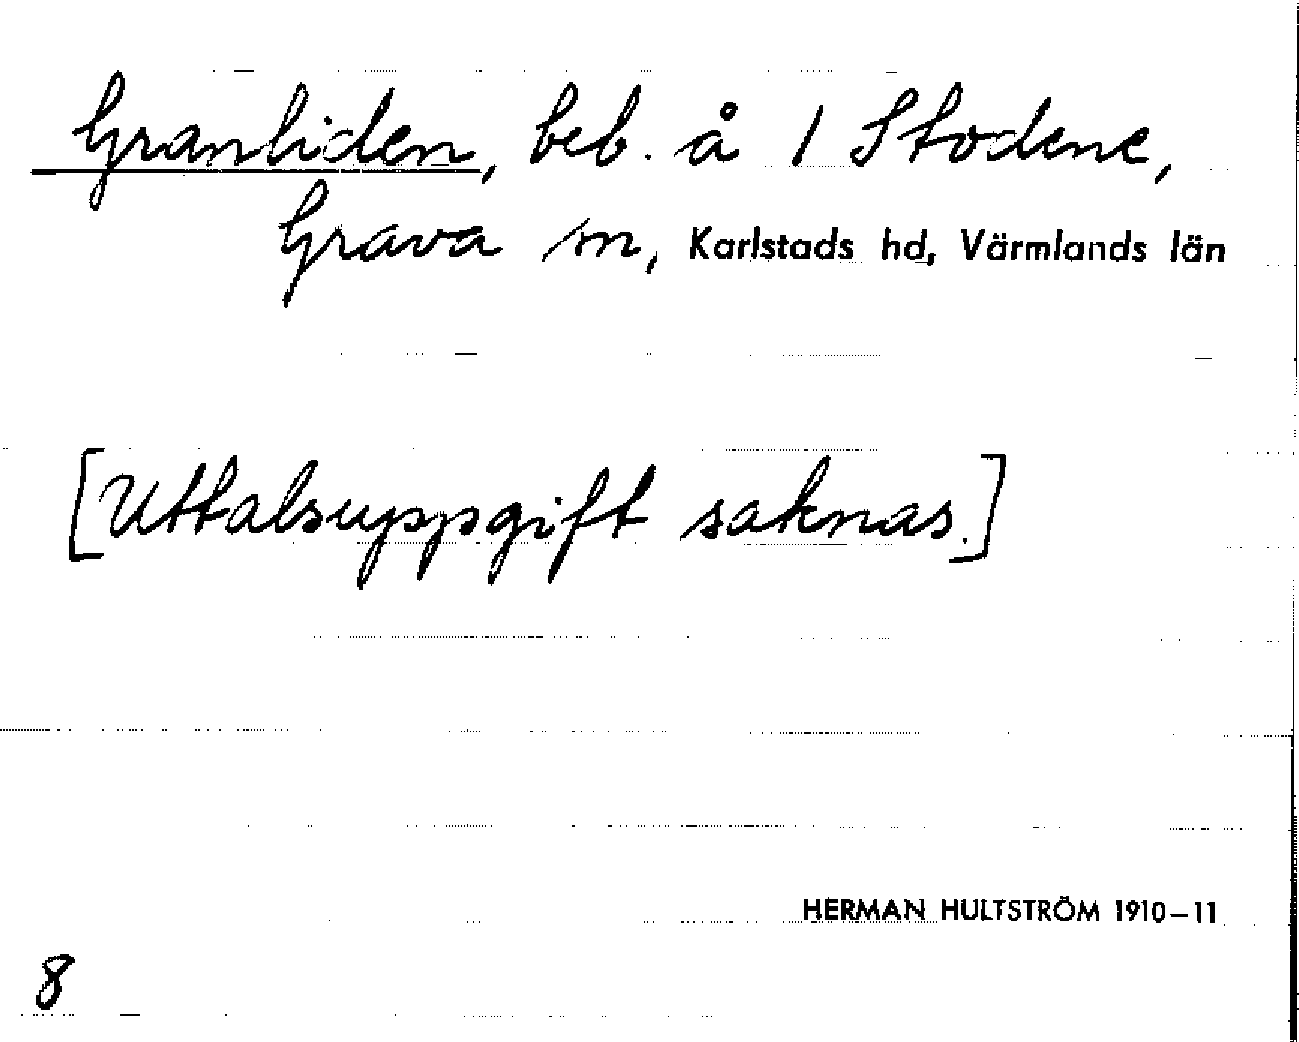 Granliden, beb. å 1 Stodene,
Grava sn, Karlstads hd, Värmlands län
[Uttalsuppgift saknas.]
HERMAN HULTSTRÖM 1910–11
8